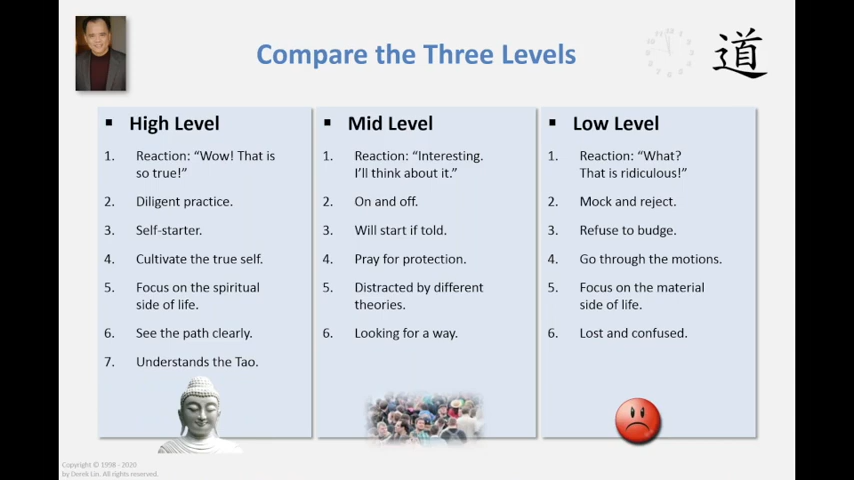 Compare the Three Levels
道
▪ High Level
1. Reaction: “Wow! That is
so true!”
2. Diligent practice.
3. Self-starter.
4. Cultivate the true self.
5. Focus on the spiritual
side of life.
6. See the path clearly.
7. Understands the Tao.
▪ Mid Level
1. Reaction: “Interesting.
I’ll think about it.”
2. On and off.
3. Will start if told.
4. Pray for protection.
5. Distracted by different
theories.
6. Looking for a way.
▪ Low Level
1. Reaction: “What?
That is ridiculous!”
2. Mock and reject.
3. Refuse to budge.
4. Go through the motions.
5. Focus on the material
side of life.
6. Lost and confused.
Copyright © 1998 - 2020
by Derek Lin. All rights reserved.